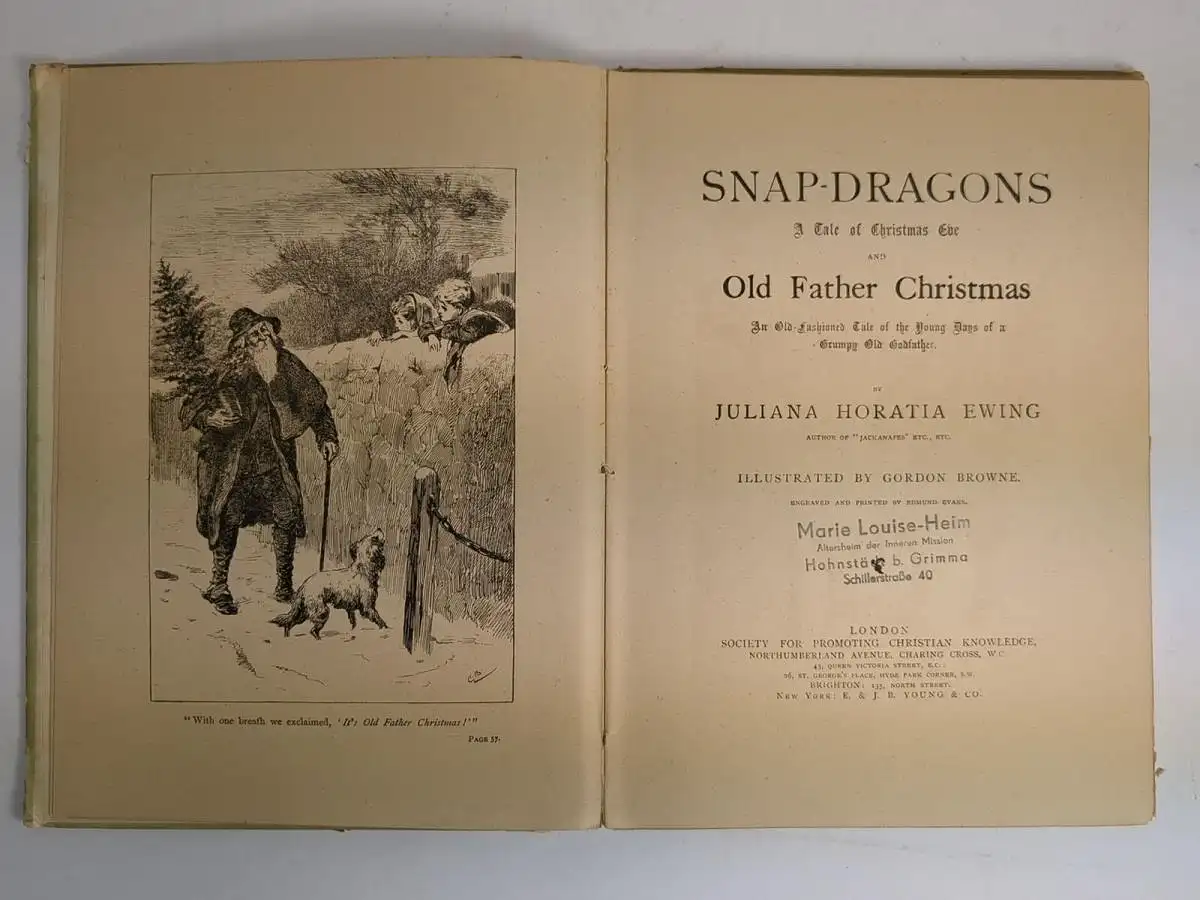 "With one breath we exclaimed, 'It's Old Father Christmas!'"
PAGE 57.
SNAP-DRAGONS
A Tale of Christmas Eve
AND
Old Father Christmas
An Old-Fashioned Tale of the Young Days of a
Grumpy Old Godfather.
BY
JULIANA HORATIA EWING
AUTHOR OF "JACKANAPES" ETC., ETC.
ILLUSTRATED BY GORDON BROWNE.
ENGRAVED AND PRINTED BY EDMUND EVANS.
Marie Louise-Heim
Altersheim der Inneren Mission
Hohnstädt b. Grimma
Schillerstraße 40
LONDON
SOCIETY FOR PROMOTING CHRISTIAN KNOWLEDGE,
NORTHUMBERLAND AVENUE, CHARING CROSS, W.C.
43, QUEEN VICTORIA STREET, E.C.;
26, ST. GEORGE'S PLACE, HYDE PARK CORNER, S.W.
BRIGHTON: 135, NORTH STREET.
NEW YORK: E. & J. B. YOUNG & CO.